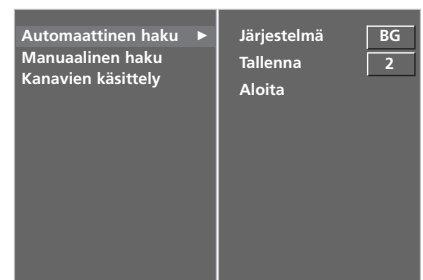 Automaattinen haku ►
Manuaalinen haku
Kanavien käsittely
Järjestelmä BG
Tallenna 2
Aloita